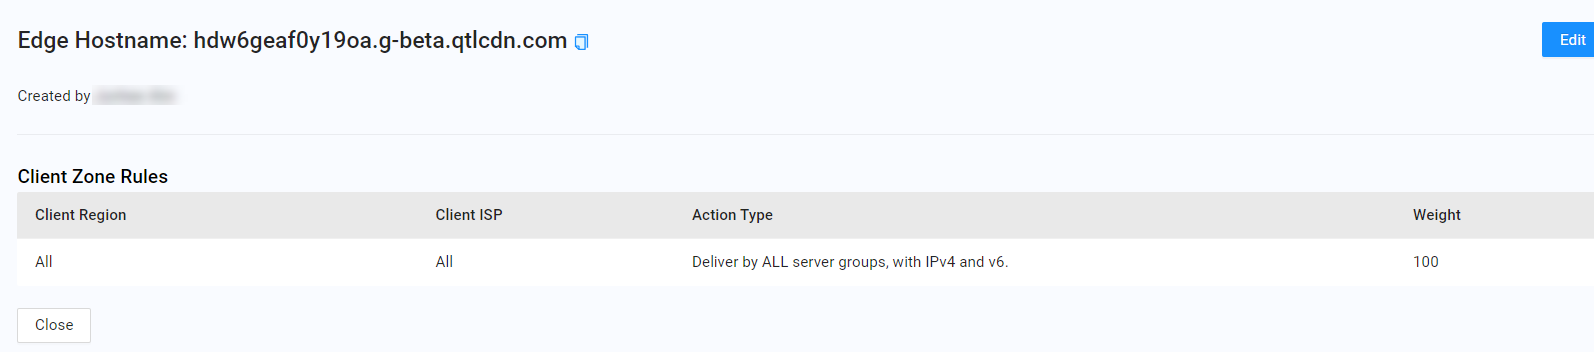 Edge Hostname: hdw6geaf0y19oa.g-beta.qtlcdn.com
Edit
Created by
Client Zone Rules
Client Region Client ISP Action Type Weight
All All Deliver by ALL server groups, with IPv4 and v6. 100
Close